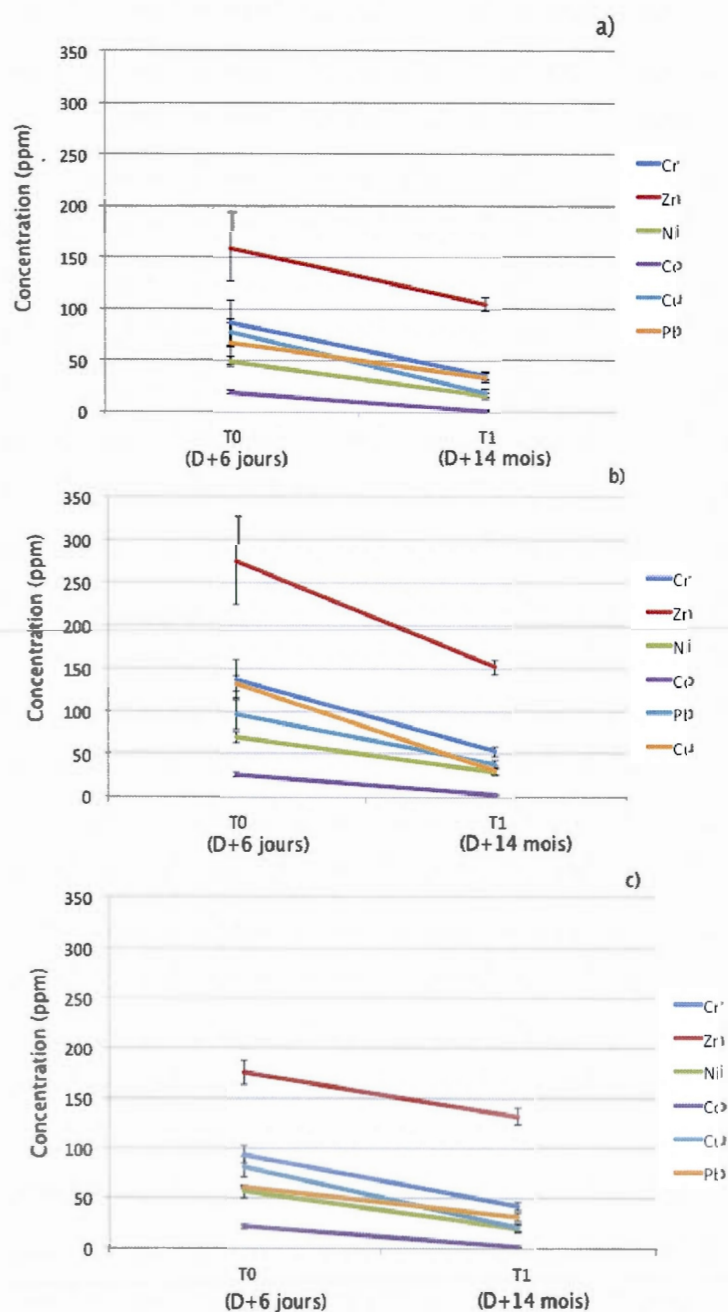 a)
350
300
250
200
150
100
50
0
Concentration (ppm)
Cr
Zn
Ni
Co
Cu
Pb
T0
(D+6 jours)
T1
(D+14 mois)
b)
350
300
250
200
150
100
50
0
Concentration (ppm)
Cr
Zn
Ni
Co
Pb
Cu
T0
(D+6 jours)
T1
(D+14 mois)
c)
350
300
250
200
150
100
50
0
Concentration (ppm)
Cr
Zn
Ni
Co
Cu
Pb
T0
(D+6 jours)
T1
(D+14 mois)